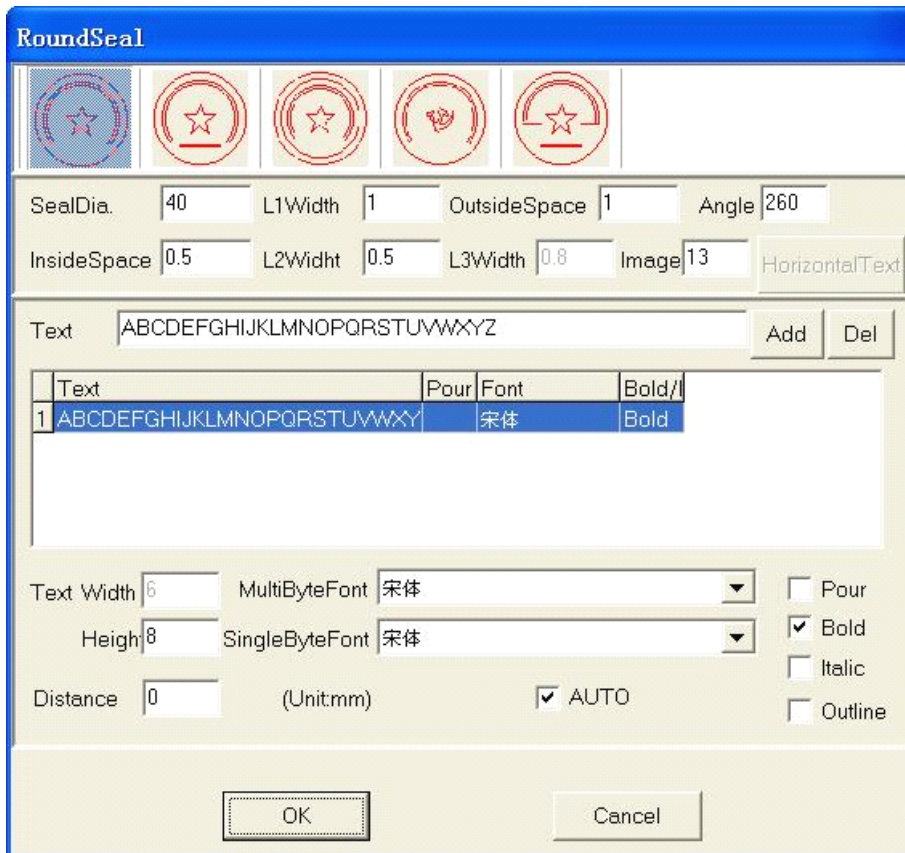 RoundSeal
SealDia. 40 L1Width 1 OutsideSpace 1 Angle 260
InsideSpace 0.5 L2Widht 0.5 L3Width 0.8 Image 13 HorizontalText
Text ABCDEFGHIJKLMNOPQRSTUVWXYZ Add Del
Text Pour Font Bold/I
1 ABCDEFGHIJKLMNOPQRSTUVWXY 宋体 Bold
Text Width 6 MultiByteFont 宋体 Pour
Heigh 8 SingleByteFont 宋体 Bold
Italic
Distance 0 (Unit:mm) AUTO
Outline
OK Cancel